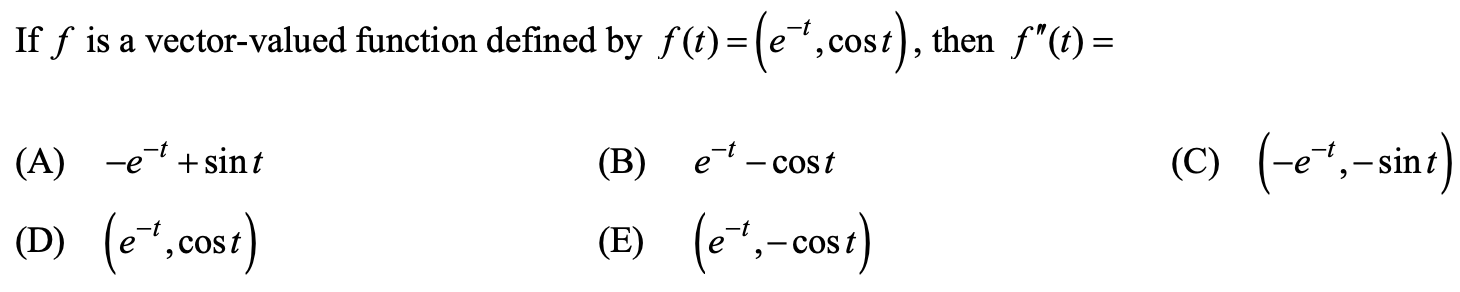 If f is a vector-valued function defined by f(t) = (e⁻ᵗ, cos t), then f″(t) =
(A) −e⁻ᵗ + sin t (B) e⁻ᵗ − cos t (C) (−e⁻ᵗ, − sin t)
(D) (e⁻ᵗ, cos t) (E) (e⁻ᵗ, − cos t)